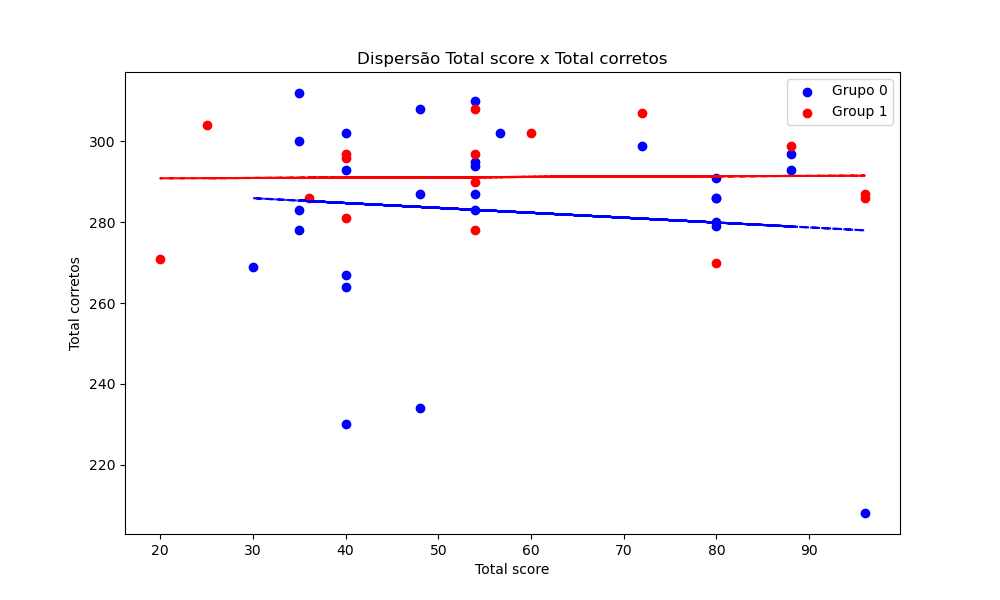 Dispersão Total score x Total corretos
Grupo 0
Group 1
300
280
260
240
220
Total corretos
20 30 40 50 60 70 80 90
Total score